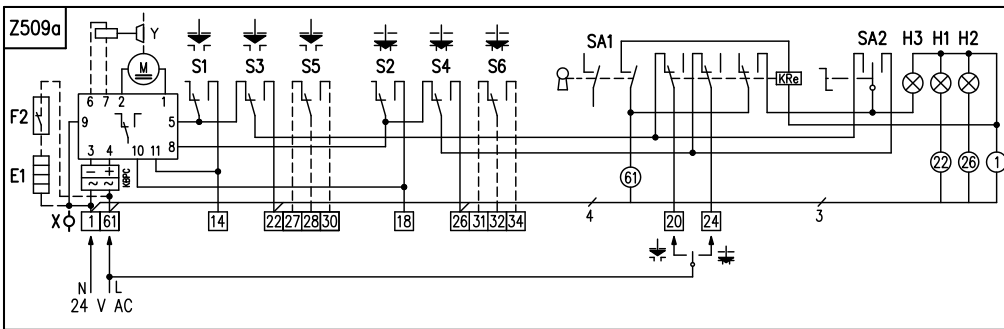 Z509a
Y
M
S1 S3 S5 S2 S4 S6
SA1 SA2 H3 H1 H2
KRe
6 7 2 1
F2
9 5
8
3 4 10 11
E1
− +
~ ~
KBPC
61 22 26 1
X
1 61 14 22 27 28 30 18 26 31 32 34 4 20 24 3
N L
24 V AC